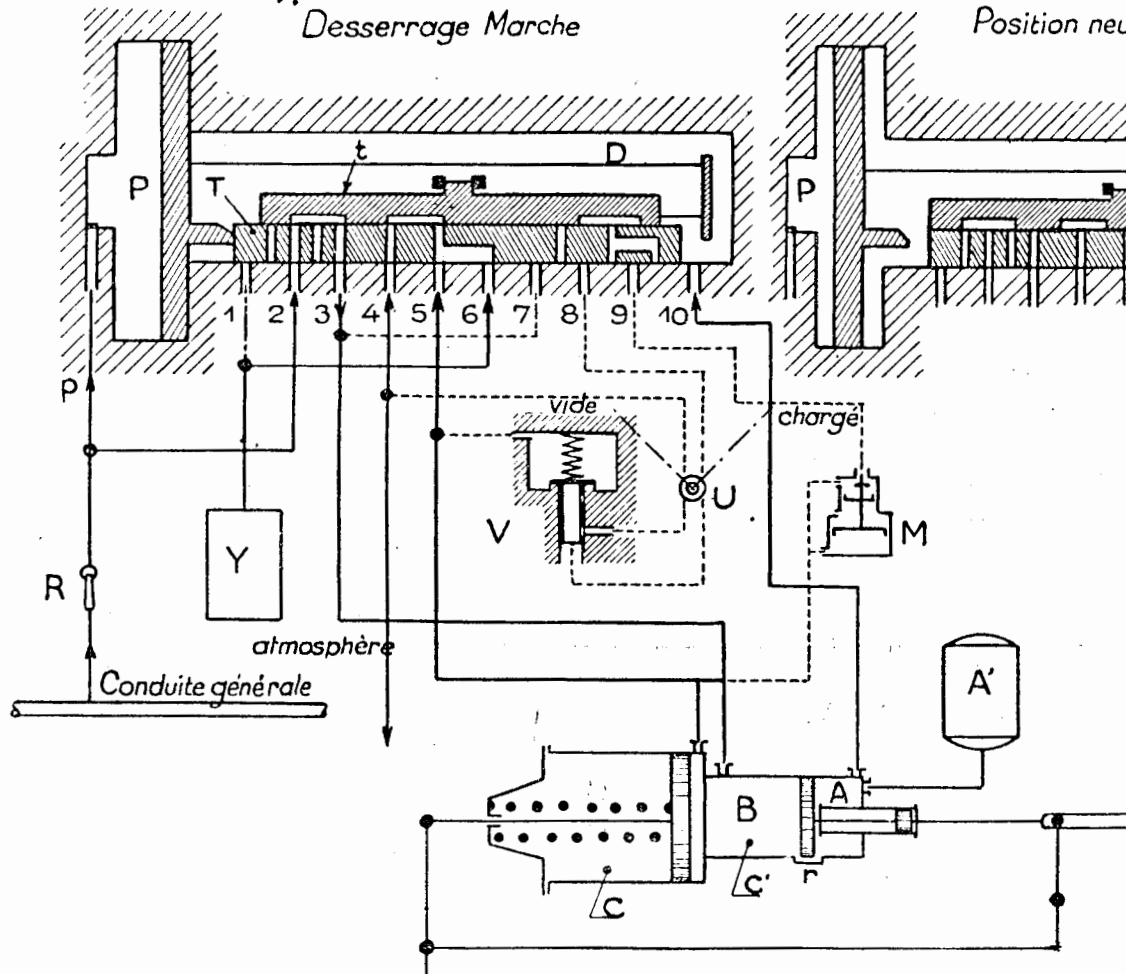 Desserrage Marche
Position neu
P
T
t
D
P
1 2 3 4 5 6 7 8 9 10
P
vide
chargé
V
U
M
R
Y
atmosphère
Conduite générale
A'
B
A
C
C'
r